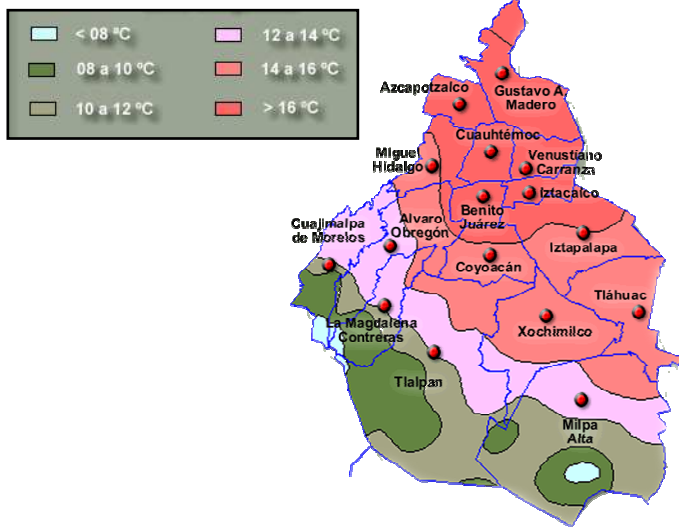 < 08 ºC
12 a 14 ºC
08 a 10 ºC
14 a 16 ºC
10 a 12 ºC
> 16 ºC
Azcapotzalco
Gustavo A.
Madero
Cuauhtémoc
Miguel
Hidalgo
Venustiano
Carranza
Iztacalco
Benito
Juárez
Alvaro
Obregón
Cuajimalpa
de Morelos
Iztapalapa
Coyoacán
Tláhuac
Xochimilco
La Magdalena
Contreras
Tlalpan
Milpa
Alta